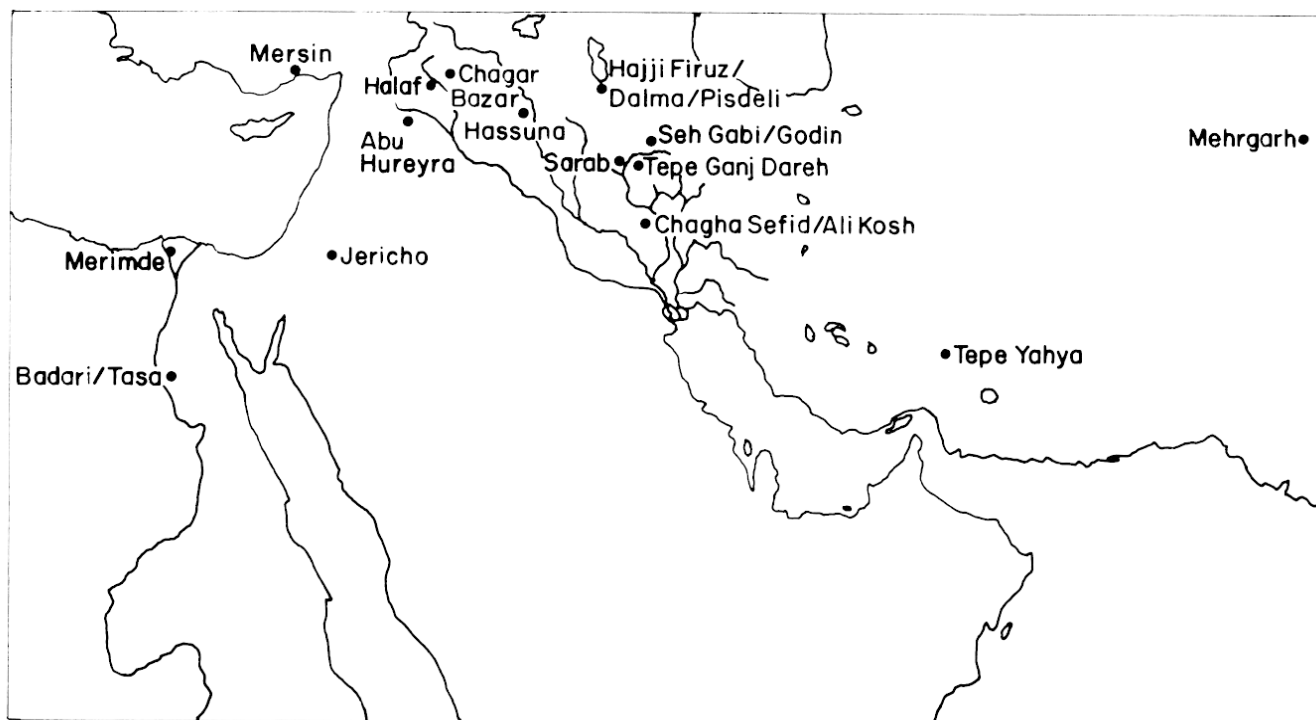 Mersin
Halaf
Chagar
Bazar
Hajji Firuz/
Dalma/Pisdeli
Abu
Hureyra
Hassuna
Seh Gabi/Godin
Mehrgarh
Sarab
Tepe Ganj Dareh
Chagha Sefid/Ali Kosh
Merimde
Jericho
Tepe Yahya
Badari/Tasa